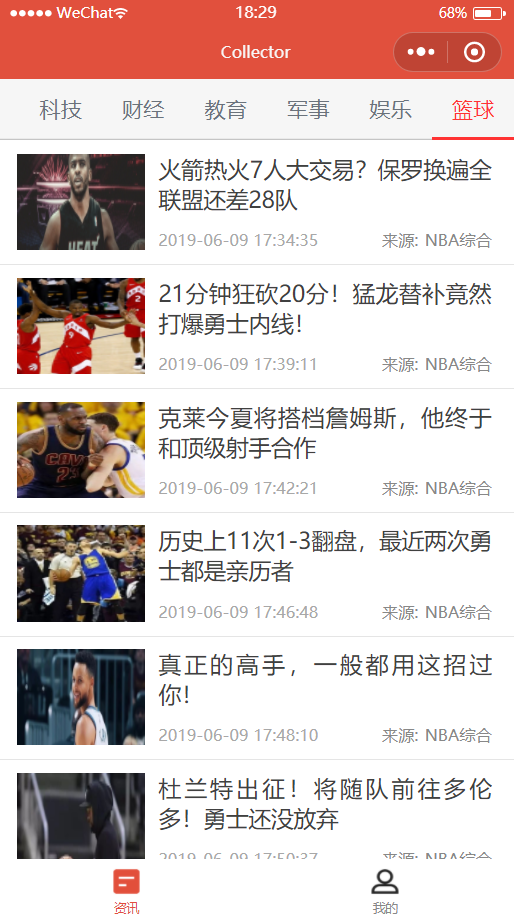 WeChat 18:29 68%
Collector
科技 财经 教育 军事 娱乐 篮球
火箭热火7人大交易？保罗换遍全
联盟还差28队
2019-06-09 17:34:35 来源: NBA综合
21分钟狂砍20分！猛龙替补竟然
打爆勇士内线！
2019-06-09 17:39:11 来源: NBA综合
克莱今夏将搭档詹姆斯，他终于
和顶级射手合作
2019-06-09 17:42:21 来源: NBA综合
历史上11次1-3翻盘，最近两次勇
士都是亲历者
2019-06-09 17:46:48 来源: NBA综合
真正的高手，一般都用这招过
你！
2019-06-09 17:48:10 来源: NBA综合
杜兰特出征！将随队前往多伦
多！勇士还没放弃
2019-06-09 17:50:37 来源: NBA综合
资讯 我的